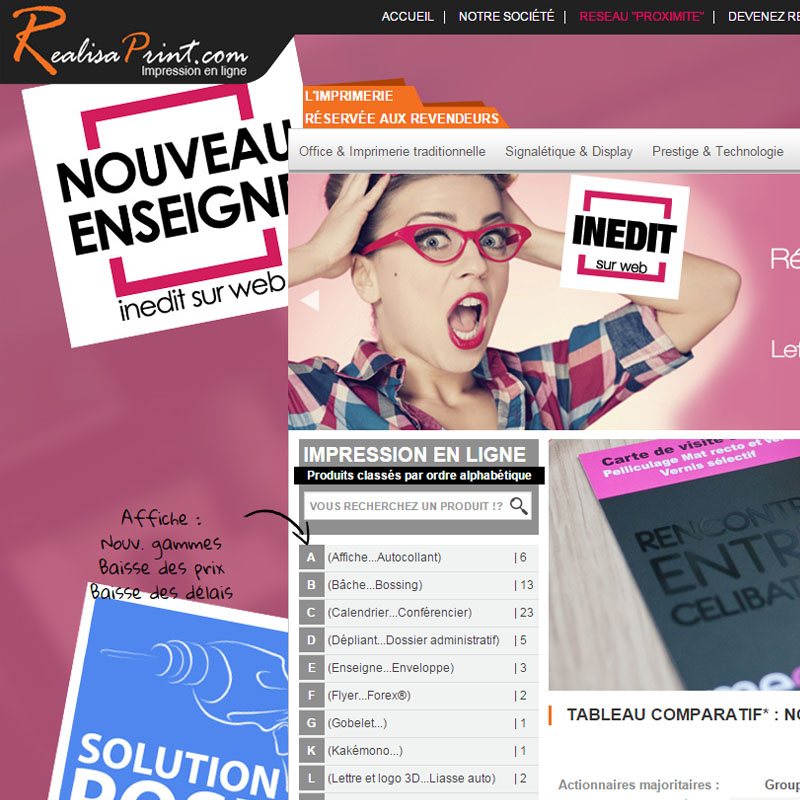 RealisaPrint.com
Impression en ligne
ACCUEIL | NOTRE SOCIÉTÉ | RESEAU "PROXIMITE" | DEVENEZ RE
NOUVEAU
ENSEIGNE
inedit sur web
L'IMPRIMERIE
RÉSERVÉE AUX REVENDEURS
Office & Imprimerie traditionnelle Signalétique & Display Prestige & Technologie
INEDIT
sur web
Ré
Let
IMPRESSION EN LIGNE
Produits classés par ordre alphabétique
VOUS RECHERCHEZ UN PRODUIT !?
Affiche :
Nouv. gammes
Baisse des prix
Baisse des délais
A (Affiche...Autocollant) | 6
B (Bâche...Bossing) | 13
C (Calendrier...Conférencier) | 23
D (Dépliant...Dossier administratif) | 5
E (Enseigne...Enveloppe) | 3
F (Flyer...Forex®) | 2
G (Gobelet...) | 1
K (Kakémono...) | 1
L (Lettre et logo 3D...Liasse auto) | 2
SOLUTION
POSE
Carte de visite
Pelliculage Mat recto et ve
Vernis sélectif
RENCONTR
ENTR
CELIBAT
TABLEAU COMPARATIF* : NO
Actionnaires majoritaires : Group